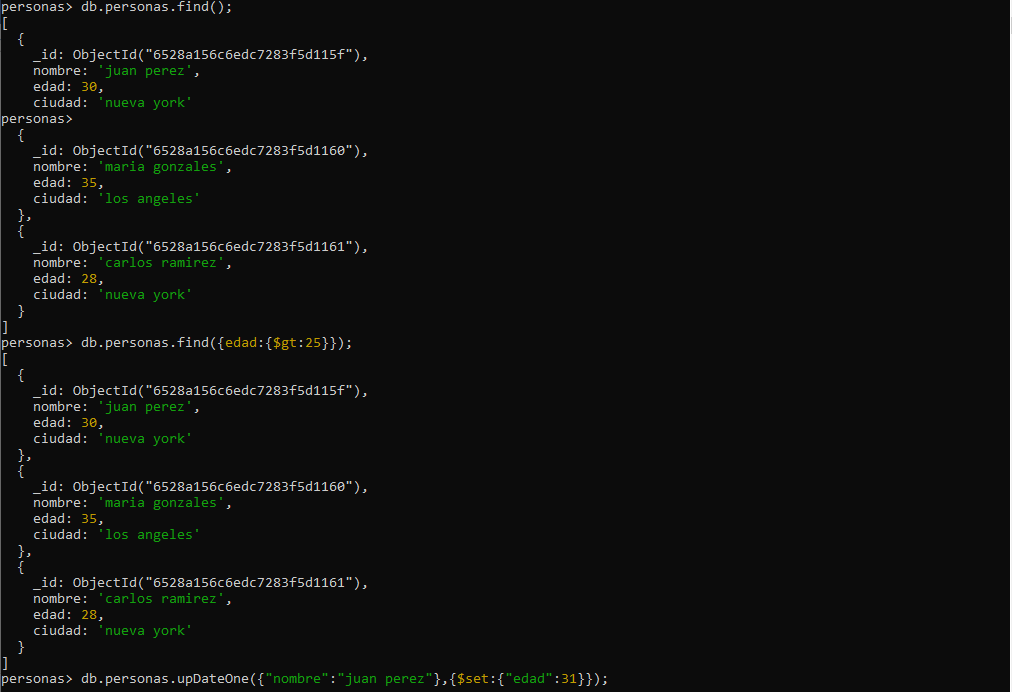 personas> db.personas.find();
[
  {
    _id: ObjectId("6528a156c6edc7283f5d115f"),
    nombre: 'juan perez',
    edad: 30,
    ciudad: 'nueva york'
personas>
  {
    _id: ObjectId("6528a156c6edc7283f5d1160"),
    nombre: 'maria gonzales',
    edad: 35,
    ciudad: 'los angeles'
  },
  {
    _id: ObjectId("6528a156c6edc7283f5d1161"),
    nombre: 'carlos ramirez',
    edad: 28,
    ciudad: 'nueva york'
  }
]
personas> db.personas.find({edad:{$gt:25}});
[
  {
    _id: ObjectId("6528a156c6edc7283f5d115f"),
    nombre: 'juan perez',
    edad: 30,
    ciudad: 'nueva york'
  },
  {
    _id: ObjectId("6528a156c6edc7283f5d1160"),
    nombre: 'maria gonzales',
    edad: 35,
    ciudad: 'los angeles'
  },
  {
    _id: ObjectId("6528a156c6edc7283f5d1161"),
    nombre: 'carlos ramirez',
    edad: 28,
    ciudad: 'nueva york'
  }
]
personas> db.personas.upDateOne({"nombre":"juan perez"},{$set:{"edad":31}});